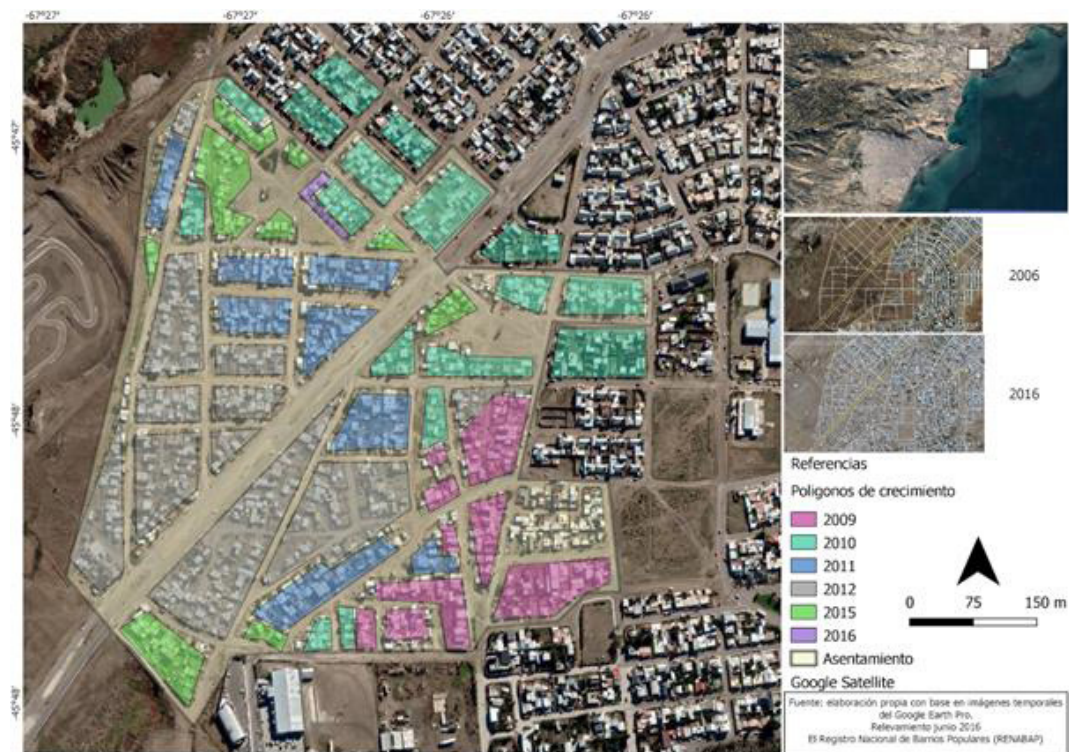 -67°27'
-67°27'
-67°26'
-67°26'
-45°47'
-45°48'
-45°48'
2006
2016
Referencias
Poligonos de crecimiento
2009
2010
2011
2012
2015
2016
Asentamiento
Google Satellite
0 75 150 m
Fuente: elaboración propia con base en imágenes temporales
del Google Earth Pro.
Relevamiento junio 2016
El Registro Nacional de Barrios Populares (RENABAP)